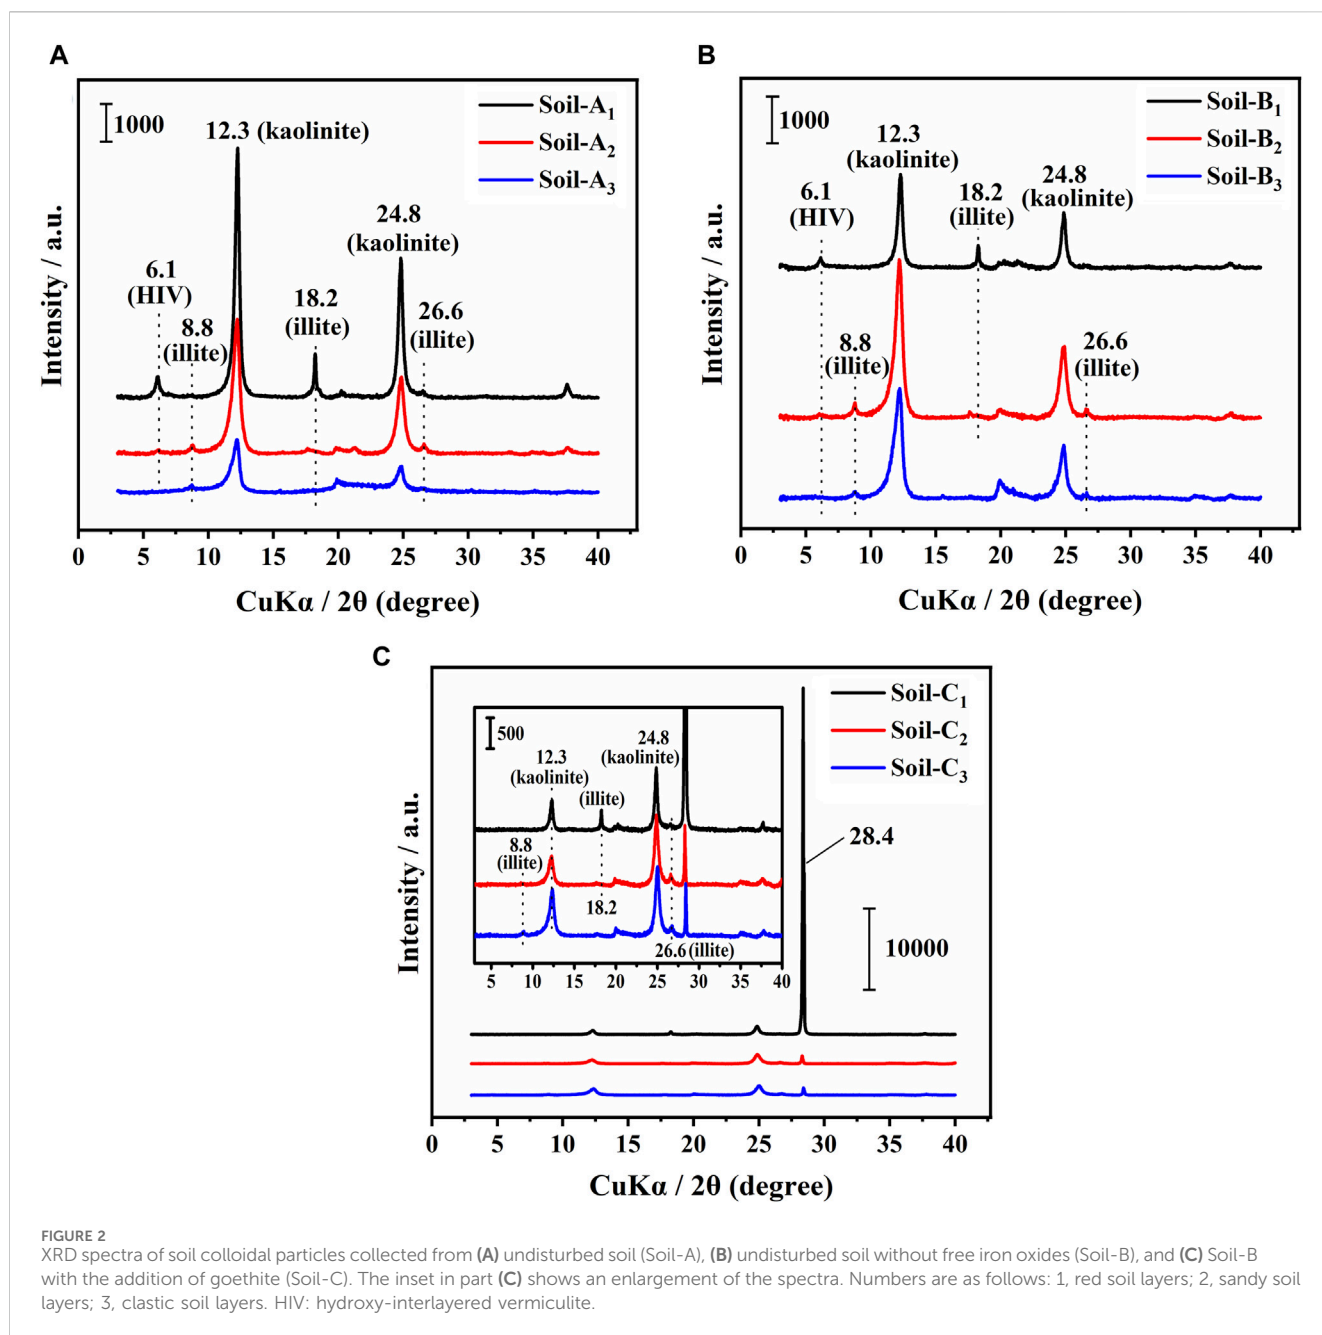 A
1000
Soil-A₁
Soil-A₂
Soil-A₃
12.3 (kaolinite)
24.8
(kaolinite)
6.1
(HIV)
8.8
(illite)
18.2
(illite)
26.6
(illite)
Intensity / a.u.
0 5 10 15 20 25 30 35 40
CuKα / 2θ (degree)
B
1000
Soil-B₁
Soil-B₂
Soil-B₃
12.3
(kaolinite)
6.1
(HIV)
18.2
(illite)
24.8
(kaolinite)
8.8
(illite)
26.6
(illite)
Intensity / a.u.
0 5 10 15 20 25 30 35 40
CuKα / 2θ (degree)
C
Soil-C₁
Soil-C₂
Soil-C₃
500
12.3
(kaolinite)
24.8
(kaolinite)
(illite)
8.8
(illite)
18.2
26.6 (illite)
5 10 15 20 25 30 35 40
28.4
10000
Intensity / a.u.
0 5 10 15 20 25 30 35 40
CuKα / 2θ (degree)
FIGURE 2
XRD spectra of soil colloidal particles collected from (A) undisturbed soil (Soil-A), (B) undisturbed soil without free iron oxides (Soil-B), and (C) Soil-B
with the addition of goethite (Soil-C). The inset in part (C) shows an enlargement of the spectra. Numbers are as follows: 1, red soil layers; 2, sandy soil
layers; 3, clastic soil layers. HIV: hydroxy-interlayered vermiculite.